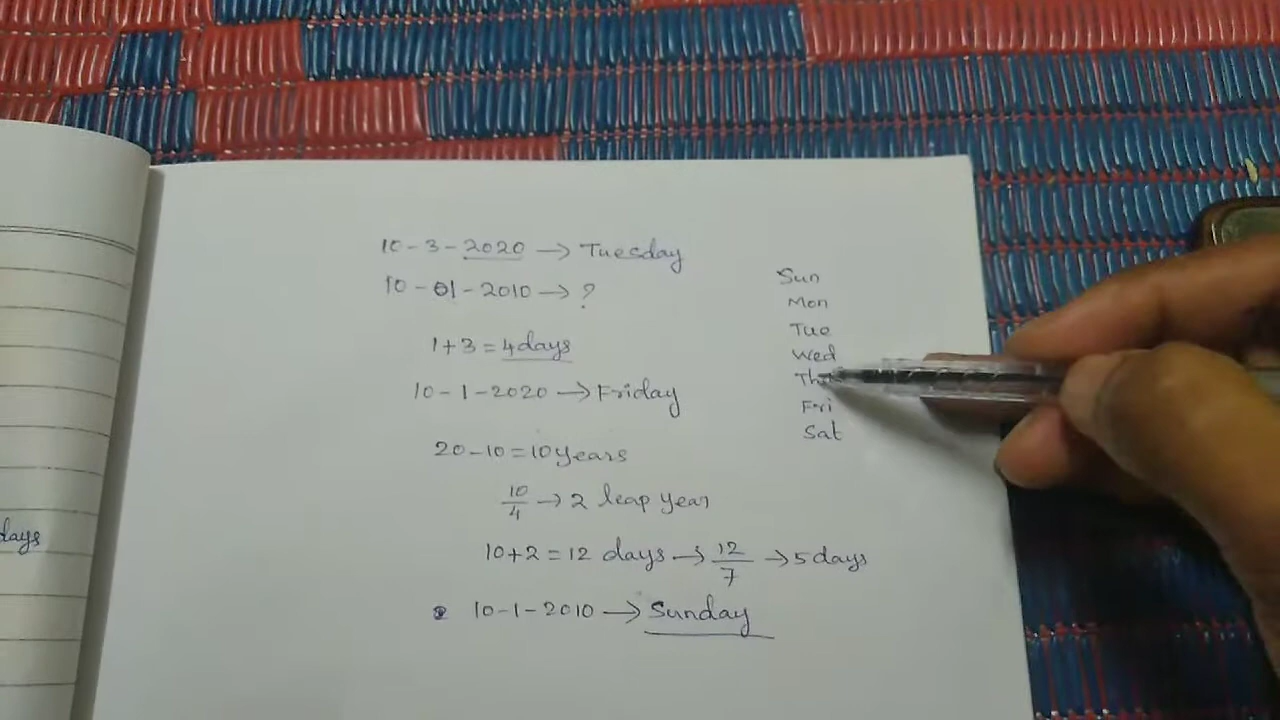 10-3-2020 → Tuesday
10-01-2010 → ?
1+3 = 4days
10-1-2020 → Friday
20-10 = 10years
10/4 → 2 leap year
10+2 = 12 days → 12/7 → 5 days
10-1-2010 → Sunday
Sun
Mon
Tue
Wed
Fri
Sat
days